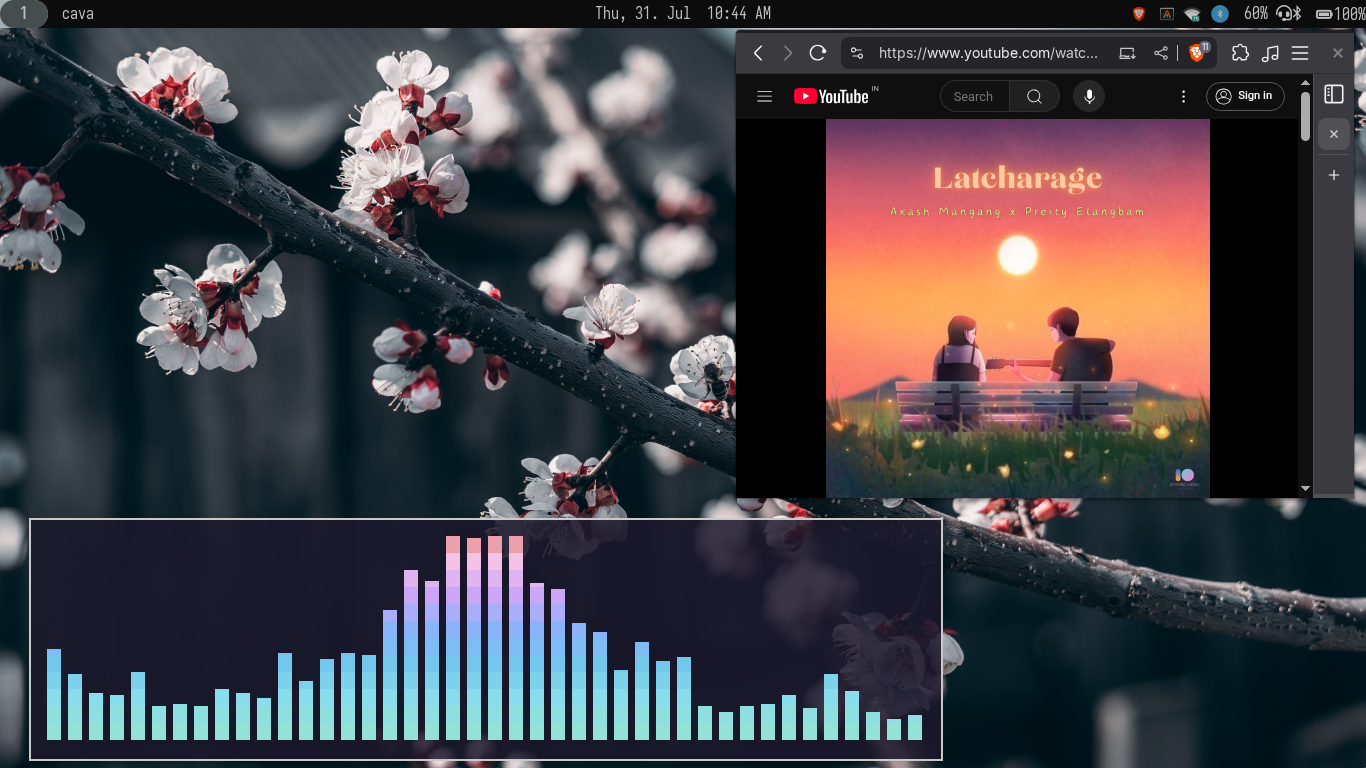 1 cava
Thu, 31. Jul 10:44 AM
60%
100%
https://www.youtube.com/watc...
11
YouTube IN
Search
Sign in
Latcharage
Akash Mangang x Preity Elangbam